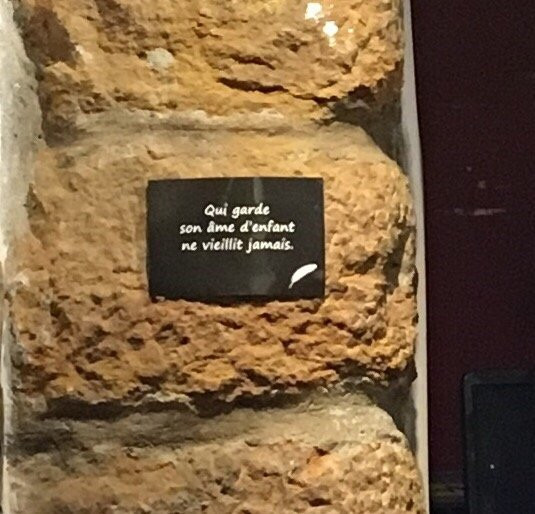 Qui garde
son âme d'enfant
ne vieillit jamais.